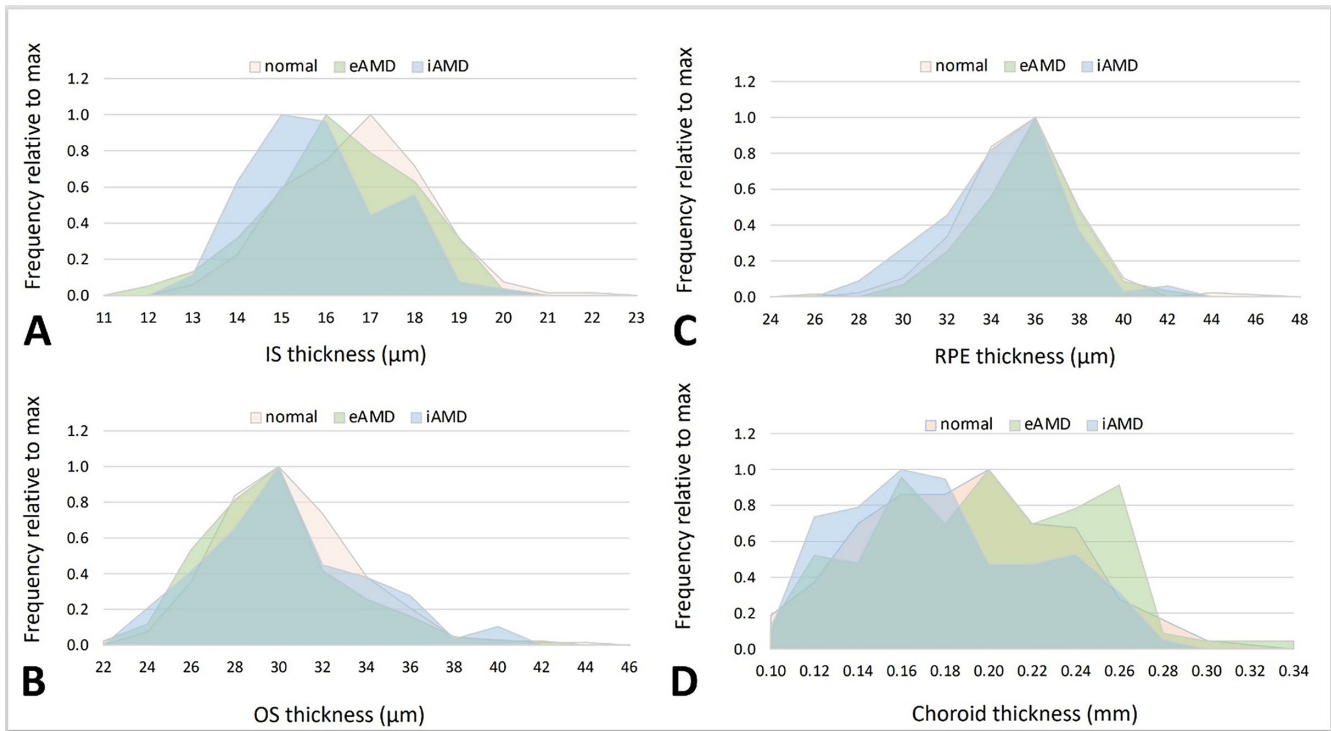 normal eAMD iAMD
Frequency relative to max
1.2
1.0
0.8
0.6
0.4
0.2
0.0
11 12 13 14 15 16 17 18 19 20 21 22 23
A
IS thickness (µm)
normal eAMD iAMD
Frequency relative to max
1.2
1.0
0.8
0.6
0.4
0.2
0.0
22 24 26 28 30 32 34 36 38 40 42 44 46
B
OS thickness (µm)
normal eAMD iAMD
Frequency relative to max
1.2
1.0
0.8
0.6
0.4
0.2
0.0
24 26 28 30 32 34 36 38 40 42 44 46 48
C
RPE thickness (µm)
normal eAMD iAMD
Frequency relative to max
1.2
1.0
0.8
0.6
0.4
0.2
0.0
0.10 0.12 0.14 0.16 0.18 0.20 0.22 0.24 0.26 0.28 0.30 0.32 0.34
D
Choroid thickness (mm)